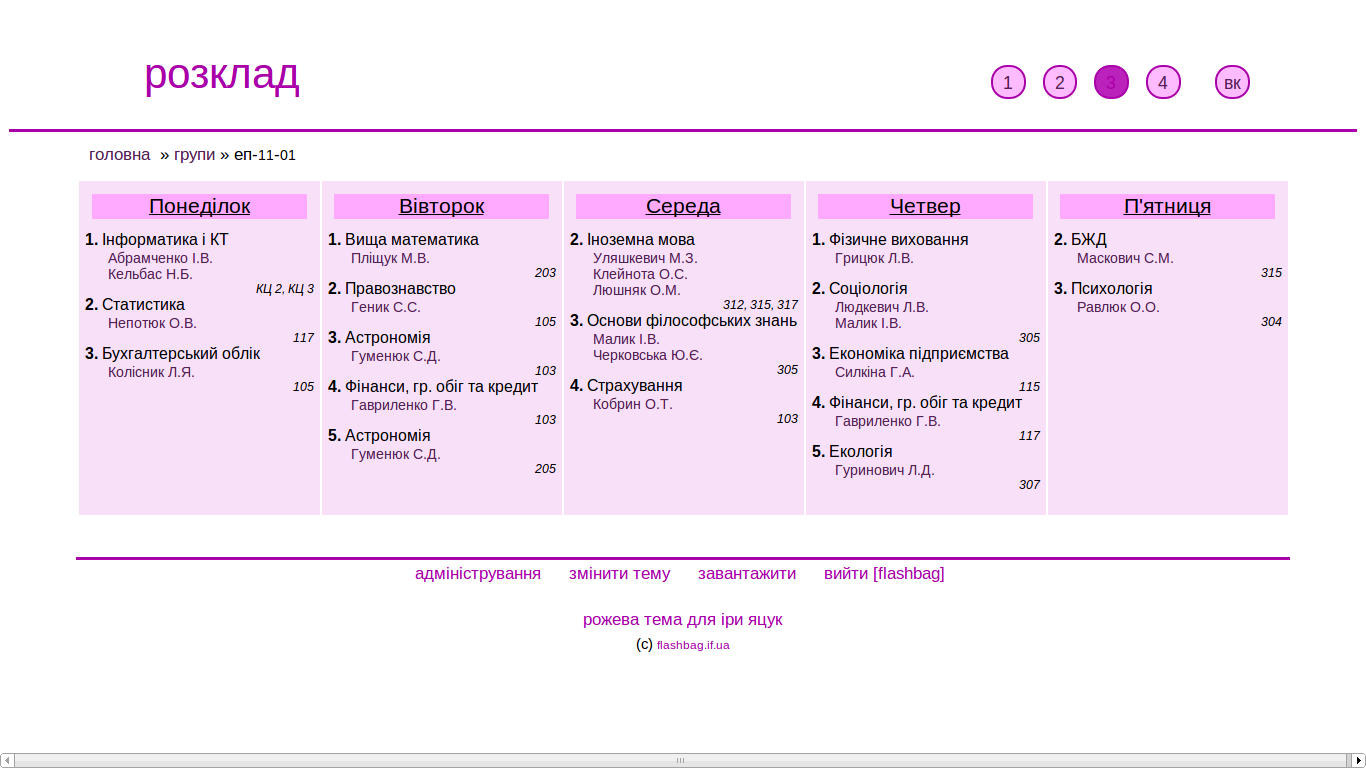 розклад
1 2 3 4 вк
головна » групи » еп-11-01
Понеділок
1. Інформатика і КТ
Абрамченко І.В.
Кельбас Н.Б.
КЦ 2, КЦ 3
2. Статистика
Непотюк О.В.
117
3. Бухгалтерський облік
Колісник Л.Я.
105
Вівторок
1. Вища математика
Пліщук М.В.
203
2. Правознавство
Геник С.С.
105
3. Астрономія
Гуменюк С.Д.
103
4. Фінанси, гр. обіг та кредит
Гавриленко Г.В.
103
5. Астрономія
Гуменюк С.Д.
205
Середа
2. Іноземна мова
Уляшкевич М.З.
Клейнота О.С.
Люшняк О.М.
312, 315, 317
3. Основи філософських знань
Малик І.В.
Черковська Ю.Є.
305
4. Страхування
Кобрин О.Т.
103
Четвер
1. Фізичне виховання
Грицюк Л.В.
2. Соціологія
Людкевич Л.В.
Малик І.В.
305
3. Економіка підприємства
Силкіна Г.А.
115
4. Фінанси, гр. обіг та кредит
Гавриленко Г.В.
117
5. Екологія
Гуринович Л.Д.
307
П'ятниця
2. БЖД
Маскович С.М.
315
3. Психологія
Равлюк О.О.
304
адміністрування змінити тему завантажити вийти [flashbag]
рожева тема для іри яцук
(c) flashbag.if.ua